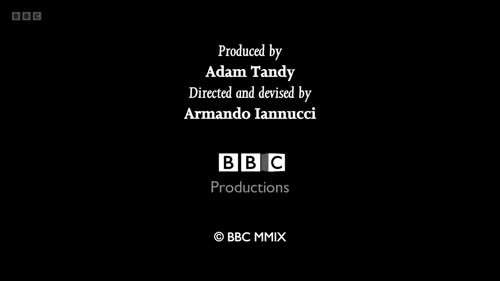 BBC
Produced by
Adam Tandy
Directed and devised by
Armando Iannucci
BBC
Productions
© BBC MMIX